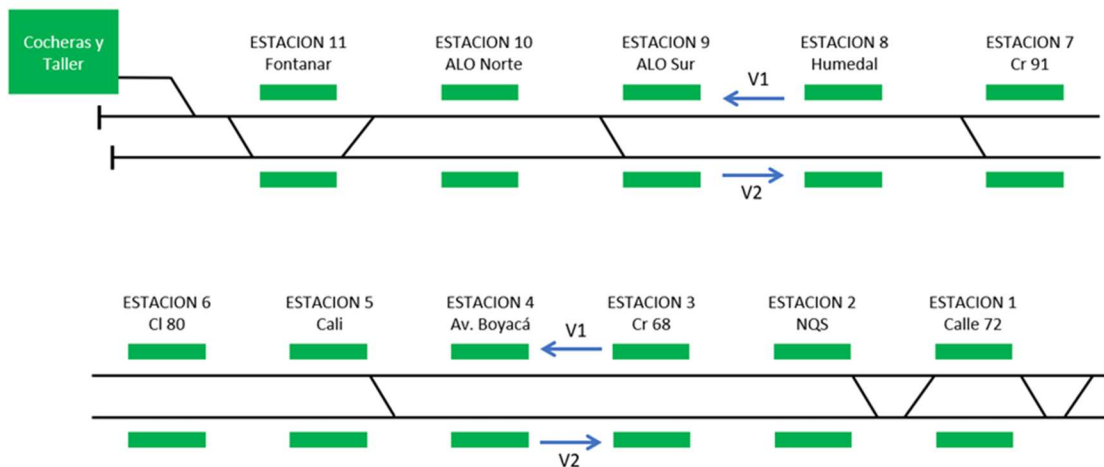 Cocheras y
Taller
ESTACION 11
Fontanar
ESTACION 10
ALO Norte
ESTACION 9
ALO Sur
ESTACION 8
Humedal
ESTACION 7
Cr 91
V1
V2
ESTACION 6
Cl 80
ESTACION 5
Cali
ESTACION 4
Av. Boyacá
ESTACION 3
Cr 68
ESTACION 2
NQS
ESTACION 1
Calle 72
V1
V2